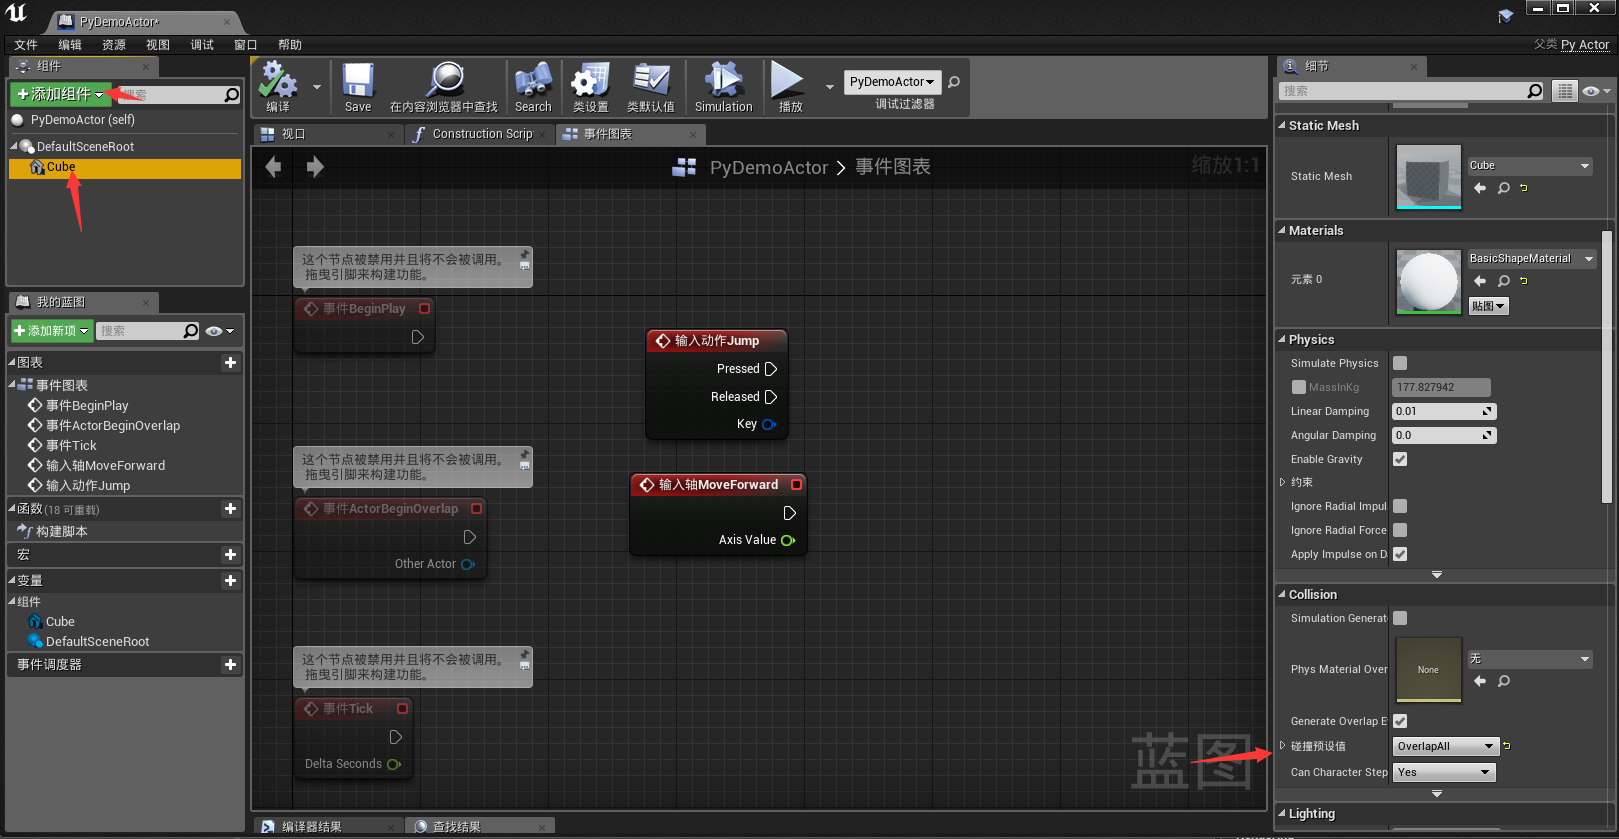 PyDemoActor*
文件 编辑 资源 视图 调试 窗口 帮助
父类 Py Actor
组件
添加组件
搜索
PyDemoActor (self)
DefaultSceneRoot
Cube
编译
Save
在内容浏览器中查找
Search
类设置
类默认值
Simulation
播放
PyDemoActor
调试过滤器
视口
Construction Scrip
事件图表
PyDemoActor > 事件图表
缩放1:1
这个节点被禁用并且将不会被调用。
拖曳引脚来构建功能。
事件BeginPlay
这个节点被禁用并且将不会被调用。
拖曳引脚来构建功能。
事件ActorBeginOverlap
Other Actor
这个节点被禁用并且将不会被调用。
拖曳引脚来构建功能。
事件Tick
Delta Seconds
输入动作Jump
Pressed
Released
Key
输入轴MoveForward
Axis Value
蓝图
编译器结果
查找结果
我的蓝图
添加新项
搜索
图表
事件图表
事件BeginPlay
事件ActorBeginOverlap
事件Tick
输入轴MoveForward
输入动作Jump
函数 (18 可重载)
构建脚本
宏
变量
组件
Cube
DefaultSceneRoot
事件调度器
细节
搜索
Static Mesh
Static Mesh
Cube
Materials
元素 0
BasicShapeMaterial
贴图
Physics
Simulate Physics
MassInKg 177.827942
Linear Damping 0.01
Angular Damping 0.0
Enable Gravity
约束
Ignore Radial Impul
Ignore Radial Force
Apply Impulse on D
Collision
Simulation Generat
Phys Material Over
None
无
Generate Overlap E
碰撞预设值 OverlapAll
Can Character Step Yes
Lighting